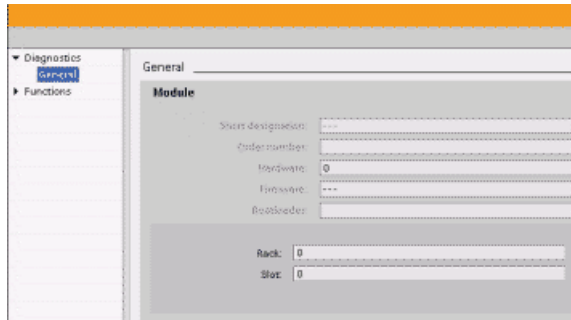 Diagnostics
General
Functions
General
Module
Short designation: ---
Order number:
Hardware: 0
Firmware: ---
Bootloader:
Rack: 0
Slot: 0